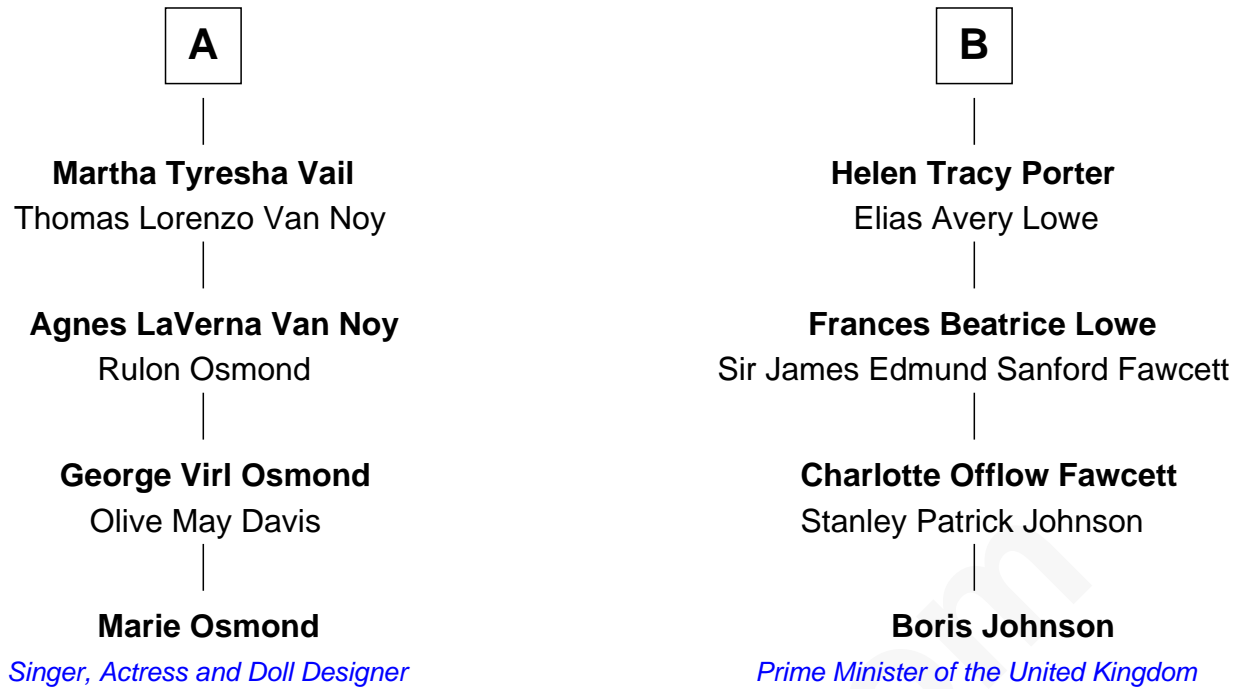 A
B
Martha Tyresha Vail
Thomas Lorenzo Van Noy
Helen Tracy Porter
Elias Avery Lowe
Agnes LaVerna Van Noy
Rulon Osmond
Frances Beatrice Lowe
Sir James Edmund Sanford Fawcett
George Virl Osmond
Olive May Davis
Charlotte Offlow Fawcett
Stanley Patrick Johnson
Marie Osmond
Singer, Actress and Doll Designer
Boris Johnson
Prime Minister of the United Kingdom
om